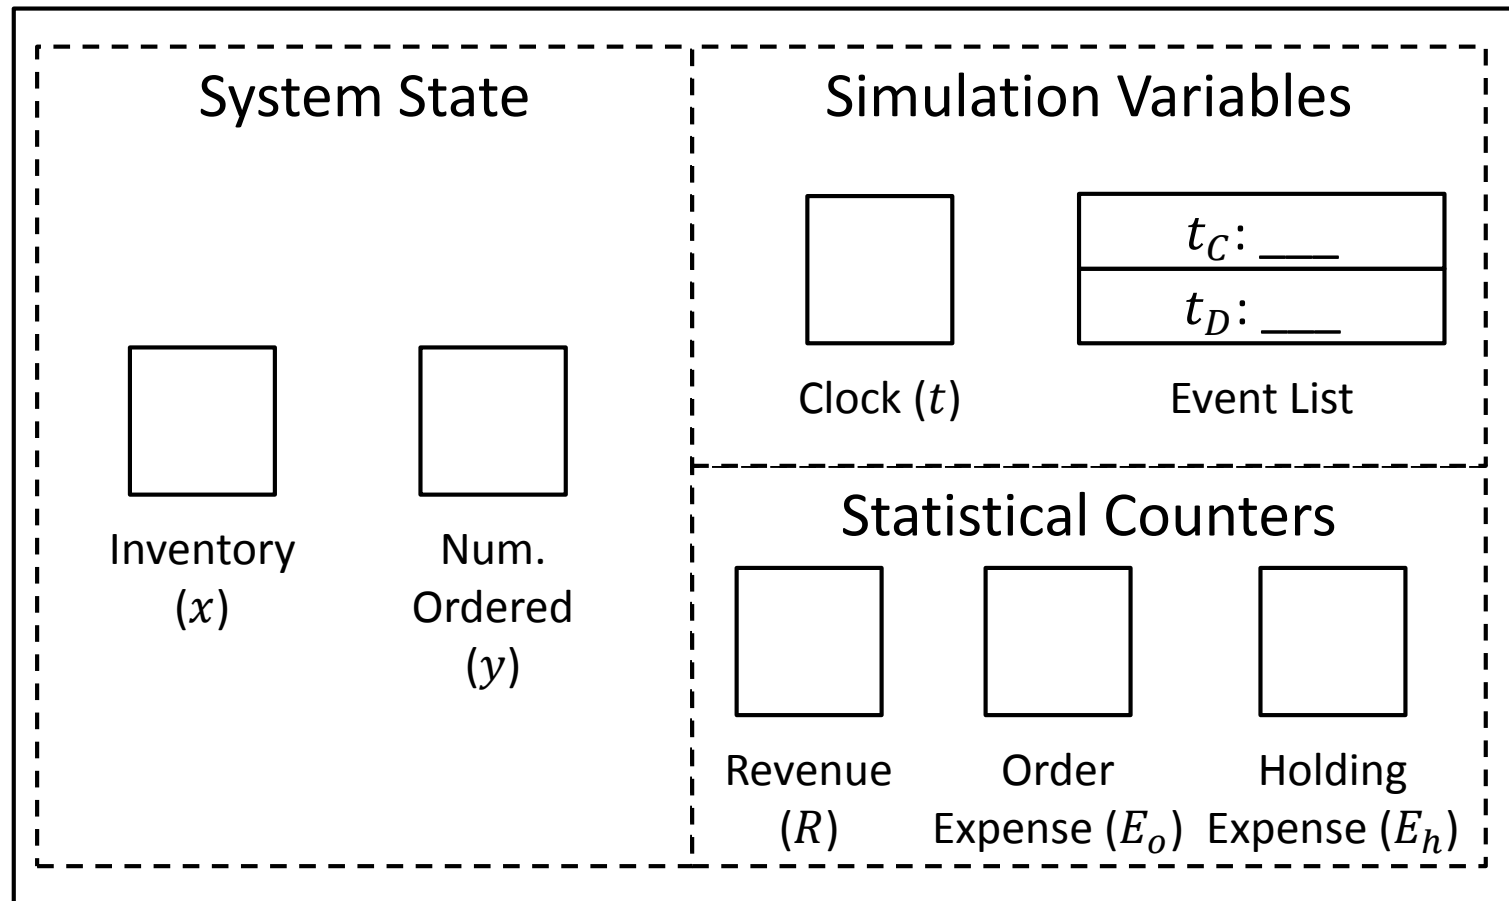 System State
Inventory
(x)
Num.
Ordered
(y)
Simulation Variables
Clock (t)
t_C: ___
t_D: ___
Event List
Statistical Counters
Revenue
(R)
Order
Expense (E_o)
Holding
Expense (E_h)